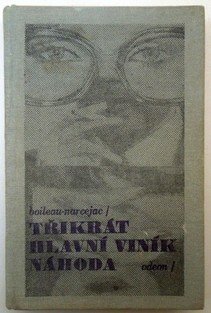 boileau-narcejac/
TŘIKRÁT
HLAVNÍ VINÍK
NÁHODA odeon/